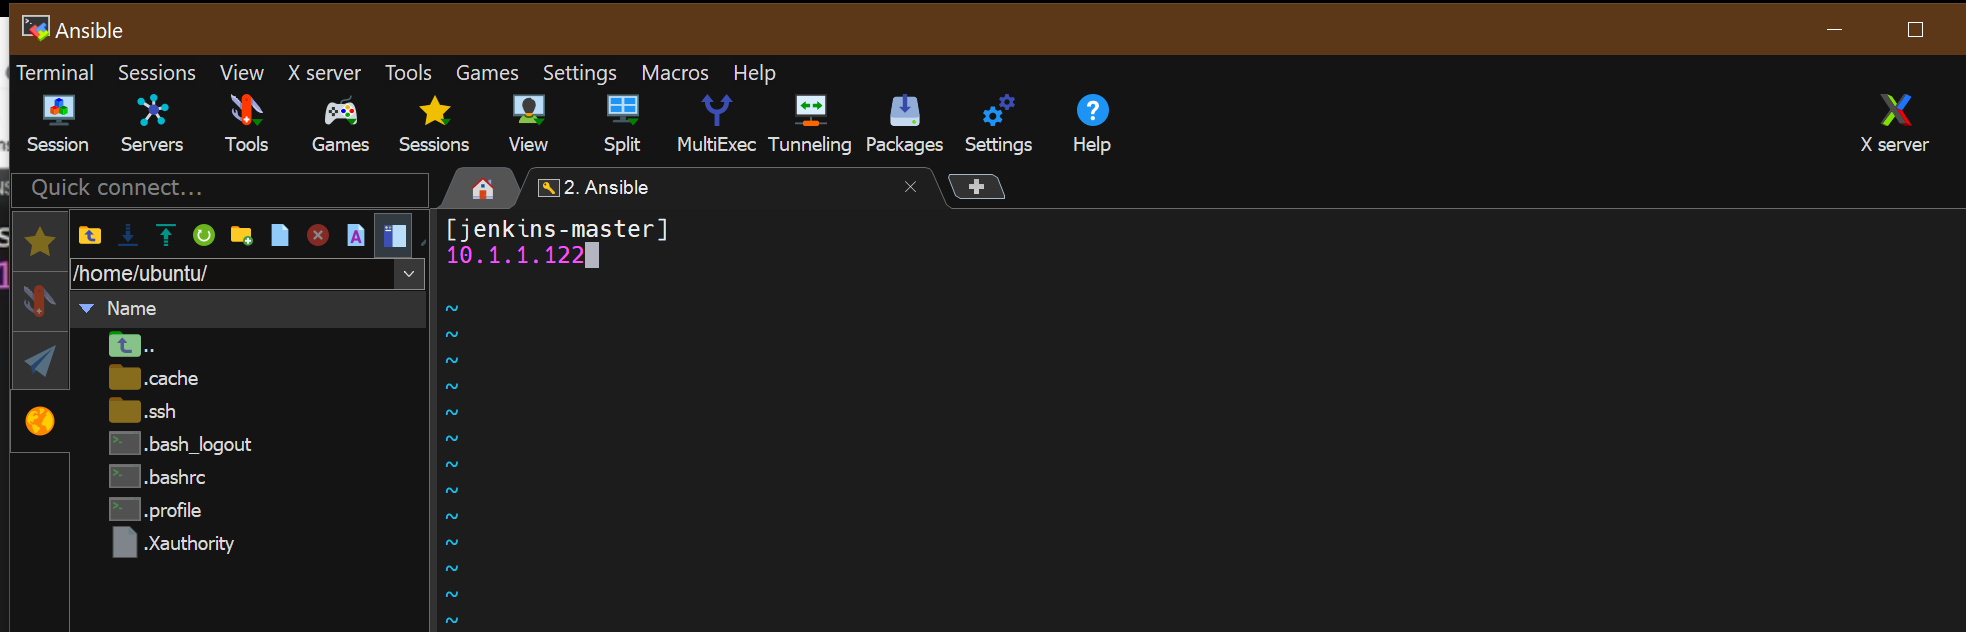 Ansible
Terminal Sessions View X server Tools Games Settings Macros Help
Session Servers Tools Games Sessions View Split MultiExec Tunneling Packages Settings Help X server
Quick connect...
2. Ansible
/home/ubuntu/
Name
..
.cache
.ssh
.bash_logout
.bashrc
.profile
.Xauthority
[jenkins-master]
10.1.1.122
~
~
~
~
~
~
~
~
~
~
~
~
~